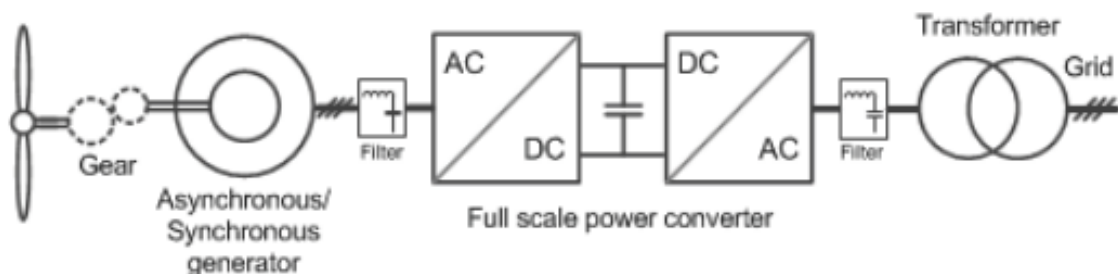 Gear
Asynchronous/
Synchronous
generator
Filter
AC
DC
Full scale power converter
DC
AC
Filter
Transformer
Grid